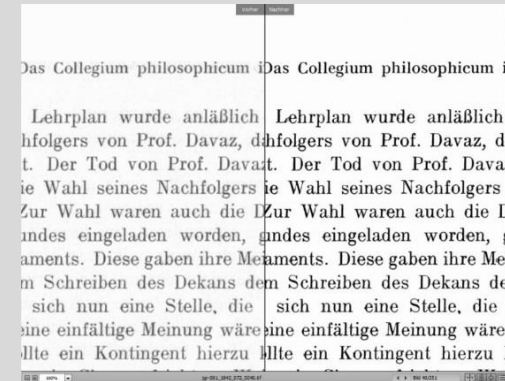 Vorher Nachher
Das Collegium philosophicum i Das Collegium philosophicum i
Lehrplan wurde anläßlich Lehrplan wurde anläßlich
hfolgers von Prof. Davaz, d hfolgers von Prof. Davaz, d
t. Der Tod von Prof. Davaz t. Der Tod von Prof. Dava
ie Wahl seines Nachfolgers ie Wahl seines Nachfolgers
Zur Wahl waren auch die D Zur Wahl waren auch die D
undes eingeladen worden, g undes eingeladen worden, g
aments. Diese gaben ihre Mei aments. Diese gaben ihre Me
m Schreiben des Dekans de m Schreiben des Dekans de
sich nun eine Stelle, die sich nun eine Stelle, die
eine einfältige Meinung wäre eine einfältige Meinung wäre
llte ein Kontingent hierzu llte ein Kontingent hierzu